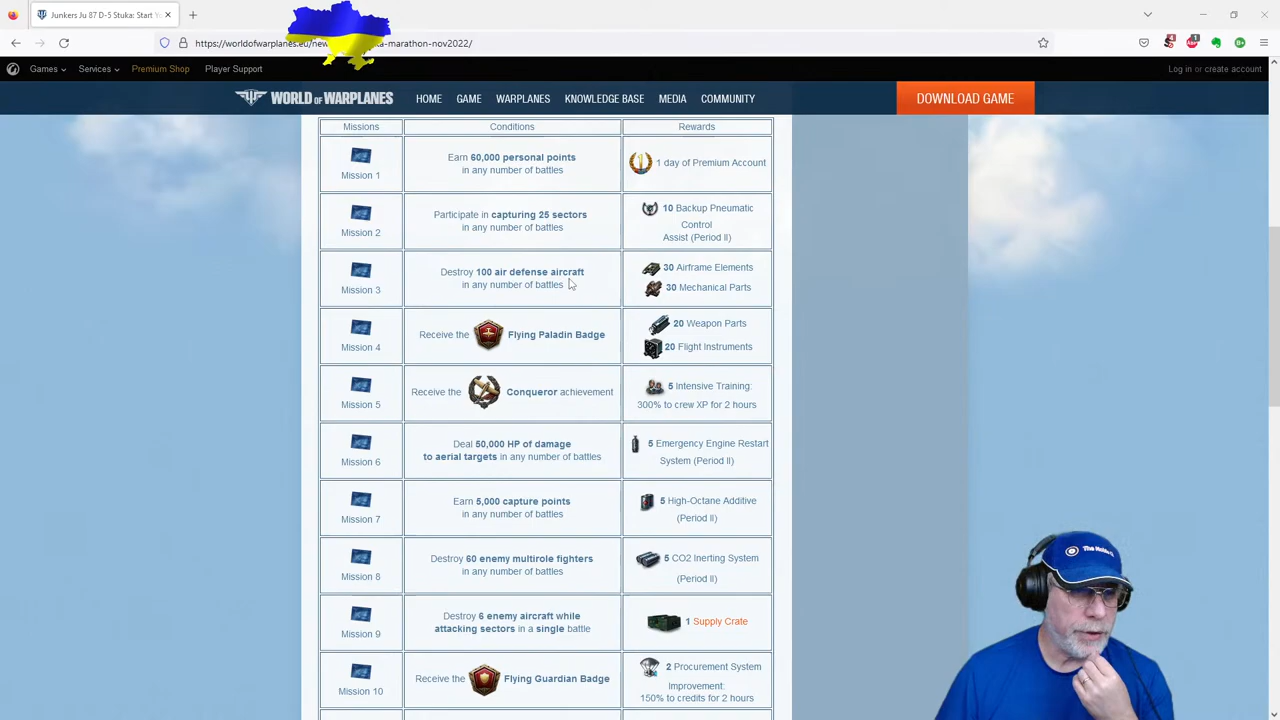 Junkers Ju 87 D-5 Stuka: Start Yo
https://worldofwarplanes.eu/ne
a-marathon-nov2022/
Games
Services
Premium Shop
Player Support
Log in or create account
WORLD OF WARPLANES
HOME
GAME
WARPLANES
KNOWLEDGE BASE
MEDIA
COMMUNITY
DOWNLOAD GAME
Missions
Conditions
Rewards
Mission 1
Earn 60,000 personal points
in any number of battles
1 day of Premium Account
Mission 2
Participate in capturing 25 sectors
in any number of battles
10 Backup Pneumatic
Control
Assist (Period II)
Mission 3
Destroy 100 air defense aircraft
in any number of battles
30 Airframe Elements
30 Mechanical Parts
Mission 4
Receive the Flying Paladin Badge
20 Weapon Parts
20 Flight Instruments
Mission 5
Receive the Conqueror achievement
5 Intensive Training:
300% to crew XP for 2 hours
Mission 6
Deal 50,000 HP of damage
to aerial targets in any number of battles
5 Emergency Engine Restart
System (Period II)
Mission 7
Earn 5,000 capture points
in any number of battles
5 High-Octane Additive
(Period II)
Mission 8
Destroy 60 enemy multirole fighters
in any number of battles
5 CO2 Inerting System
(Period II)
Mission 9
Destroy 6 enemy aircraft while
attacking sectors in a single battle
1 Supply Crate
Mission 10
Receive the Flying Guardian Badge
2 Procurement System
Improvement:
150% to credits for 2 hours